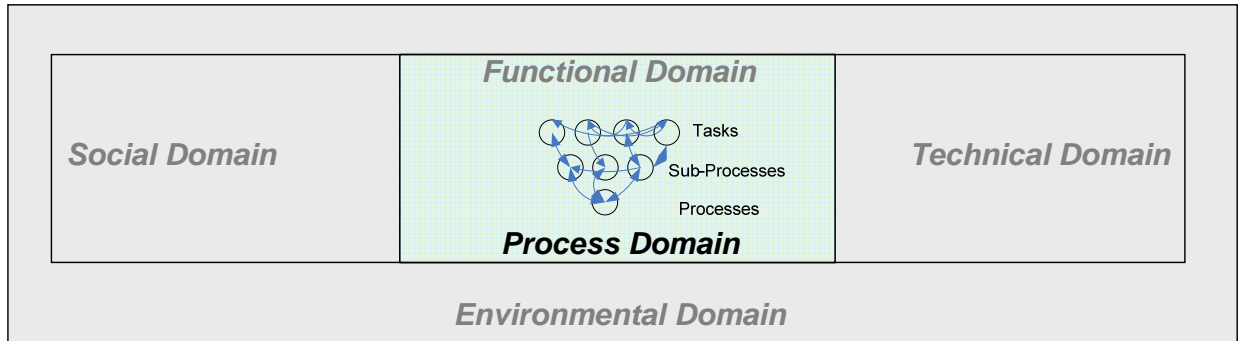 Functional Domain
Tasks
Social Domain
Technical Domain
Sub-Processes
Processes
Process Domain
Environmental Domain